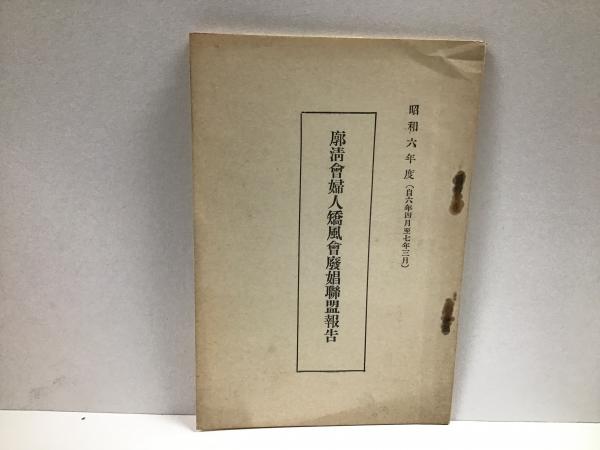 昭和六年度(自六年四月至七年三月)
廓淸會婦人矯風會廢娼聯盟報告